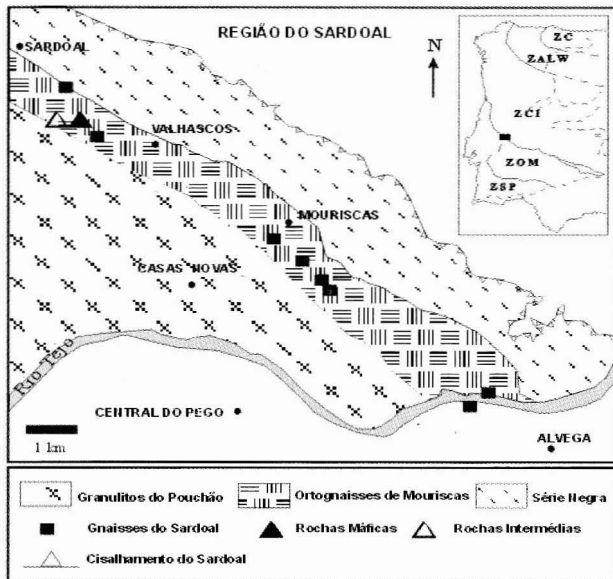 REGIÃO DO SARDOAL
SARDOAL
N
ZC
ZALW
ZCI
ZOM
ZSP
VALHASCOS
MOURISCAS
CASAS NOVAS
Rio Tejo
CENTRAL DO PEGO
1 km
ALVEGA
Granulitos do Pouchão
Ortognaisses de Mouriscas
Série Negra
Gnaisses do Sardoal
Rochas Máficas
Rochas Intermédias
Cisalhamento do Sardoal